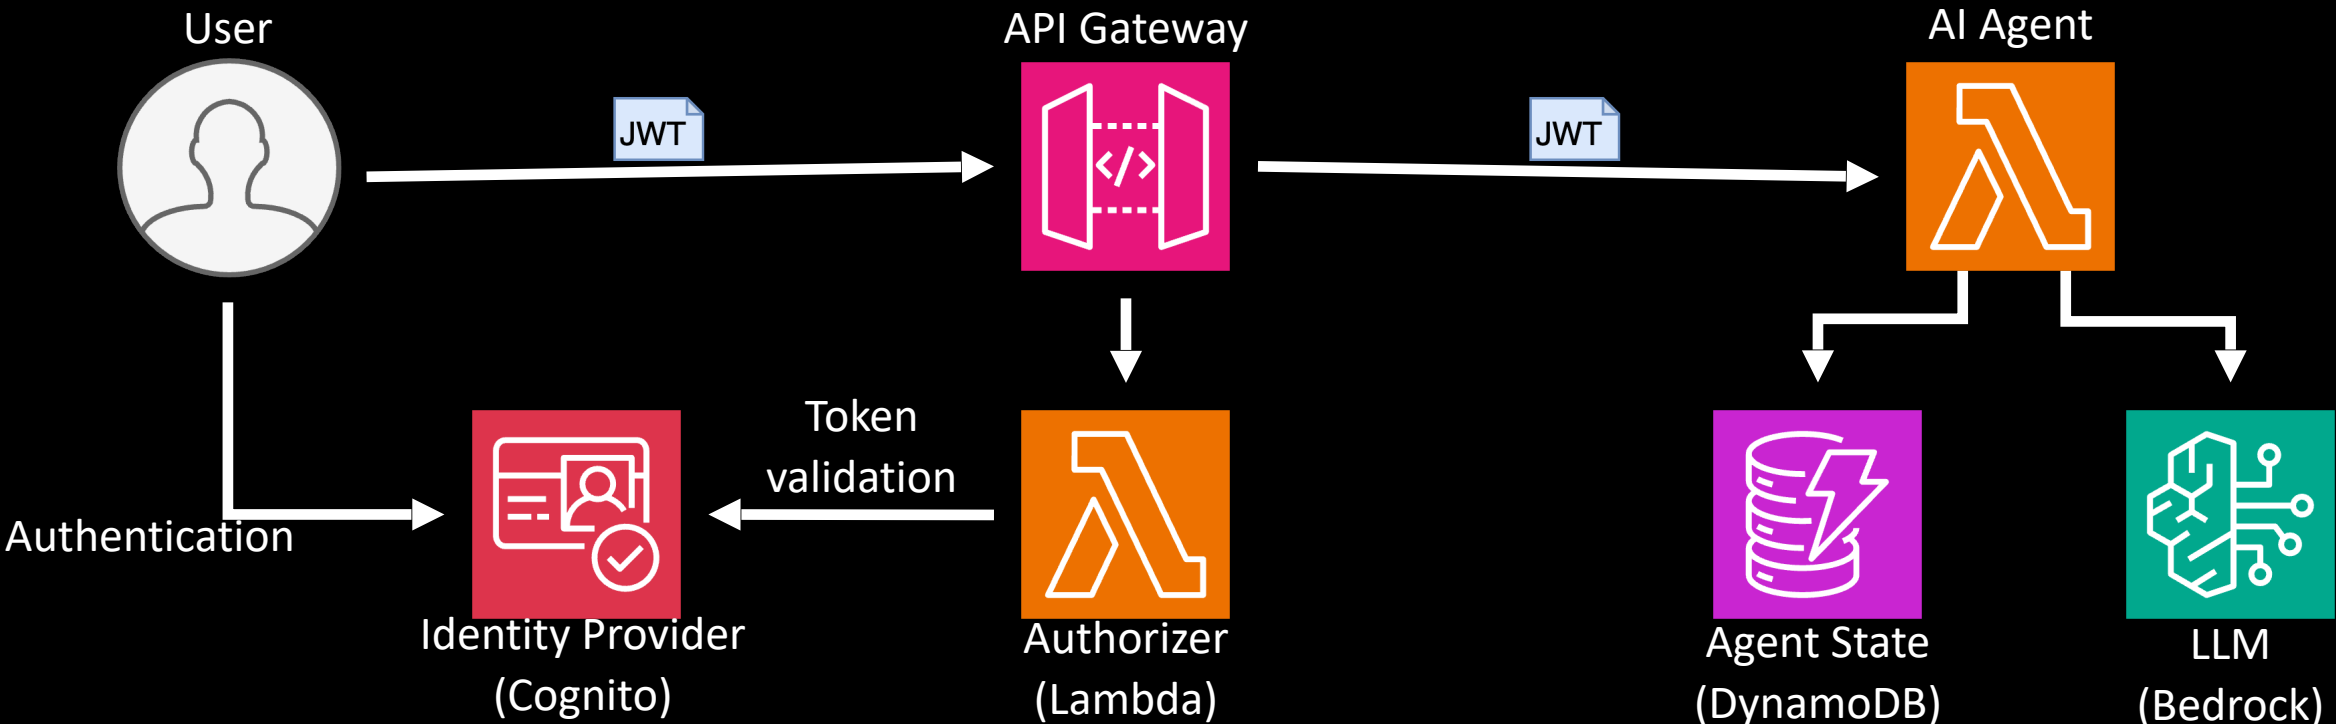 User
API Gateway
AI Agent
JWT
JWT
</>
Token
validation
Authentication
Identity Provider
(Cognito)
Authorizer
(Lambda)
Agent State
(DynamoDB)
LLM
(Bedrock)